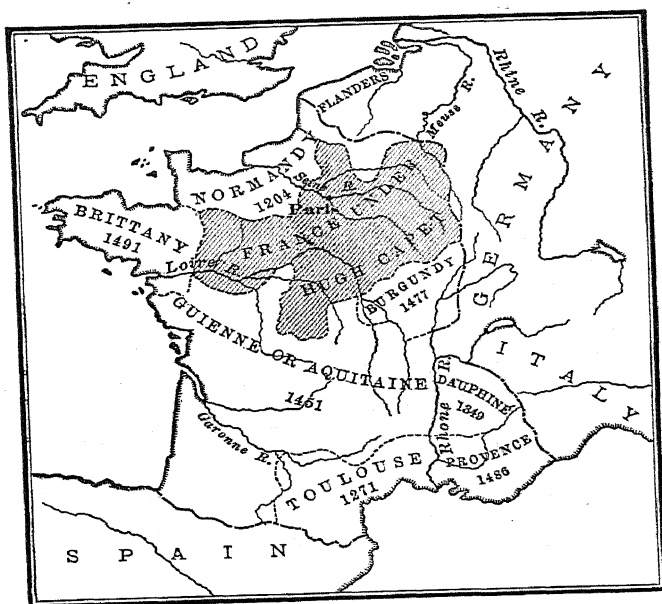 ENGLAND
FLANDERS
Rhine R.
Meuse R.
GERMANY
NORMANDY
1204
Seine R.
Paris
FRANCE UNDER
HUGH CAPET
BRITTANY
1491
Loire R.
BURGUNDY
1477
GUIENNE OR AQUITAINE
1451
ITALY
DAUPHINE
1349
Rhone R.
Garonne R.
PROVENCE
1486
TOULOUSE
1271
SPAIN